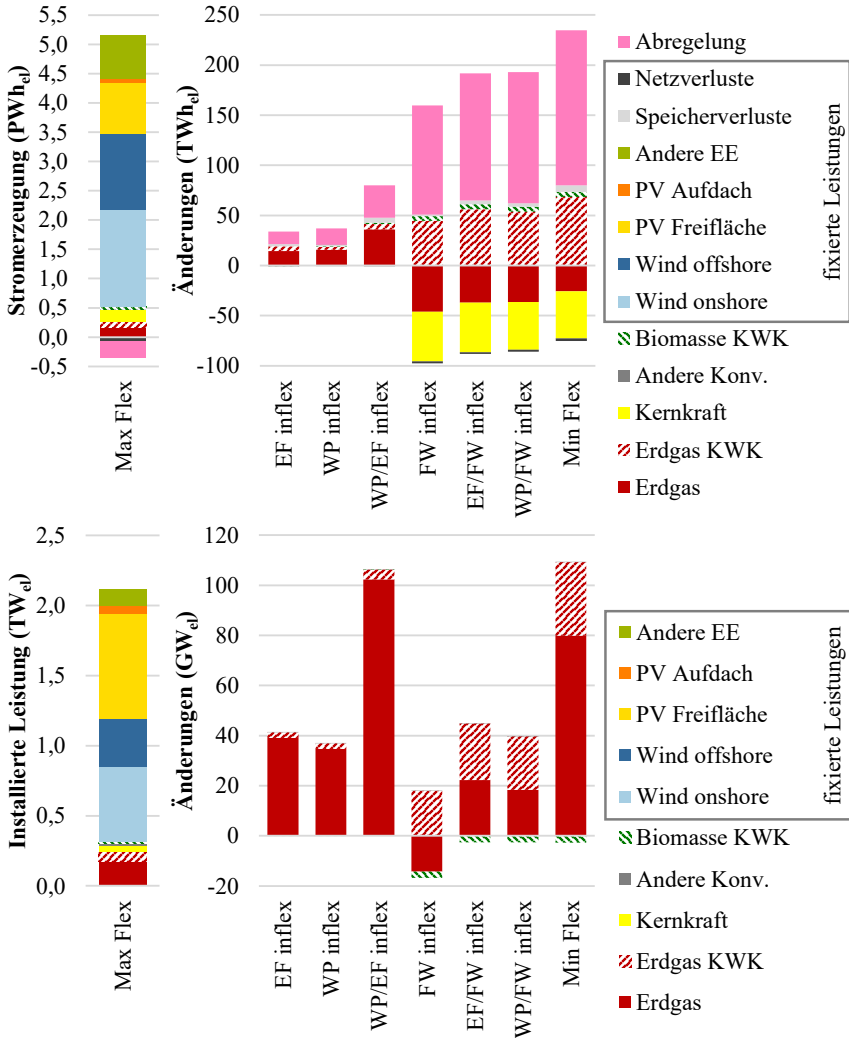 Stromerzeugung (PWh_el)
5,5
5,0
4,5
4,0
3,5
3,0
2,5
2,0
1,5
1,0
0,5
0,0
-0,5
Max Flex
Änderungen (TWh_el)
250
200
150
100
50
0
-50
-100
EF inflex
WP inflex
WP/EF inflex
FW inflex
EF/FW inflex
WP/FW inflex
Min Flex
Abregelung
Netzverluste
Speicherverluste
Andere EE
PV Aufdach
PV Freifläche
Wind offshore
Wind onshore
fixierte Leistungen
Biomasse KWK
Andere Konv.
Kernkraft
Erdgas KWK
Erdgas
Installierte Leistung (TW_el)
2,5
2,0
1,5
1,0
0,5
0,0
Max Flex
Änderungen (GW_el)
120
100
80
60
40
20
0
-20
EF inflex
WP inflex
WP/EF inflex
FW inflex
EF/FW inflex
WP/FW inflex
Min Flex
Andere EE
PV Aufdach
PV Freifläche
Wind offshore
Wind onshore
fixierte Leistungen
Biomasse KWK
Andere Konv.
Kernkraft
Erdgas KWK
Erdgas